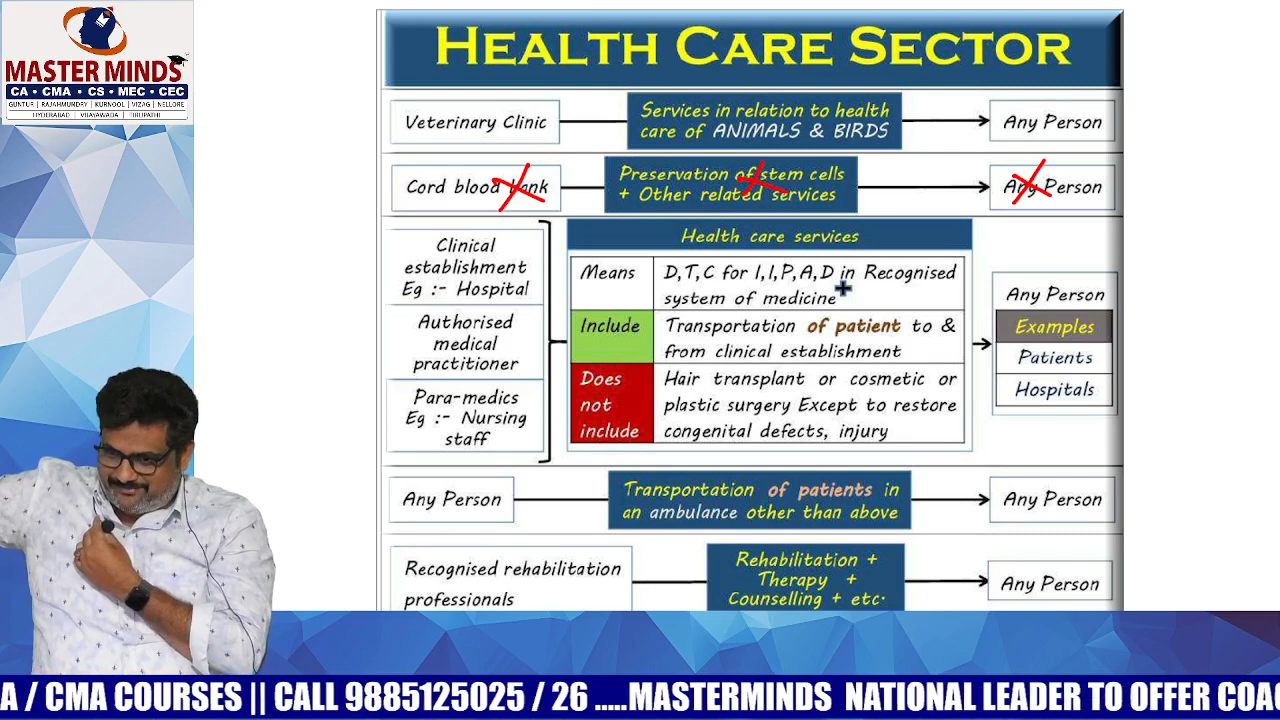 MASTER MINDS
CA • CMA • CS • MEC • CEC
GUNTUR | RAJAHMUNDRY | KURNOOL | VIZAG | NELLORE
HYDERABAD | VIJAYAWADA | TIRUPATHI
HEALTH CARE SECTOR
Veterinary Clinic
Services in relation to health
care of ANIMALS & BIRDS
Any Person
Cord blood bank
Preservation of stem cells
+ Other related services
Any Person
Clinical
establishment
Eg :- Hospital
Authorised
medical
practitioner
Para-medics
Eg :- Nursing
staff
Health care services
Means
D,T,C for I,I,P,A,D in Recognised
system of medicine
Include
Transportation of patient to &
from clinical establishment
Does
not
include
Hair transplant or cosmetic or
plastic surgery Except to restore
congenital defects, injury
Any Person
Examples
Patients
Hospitals
Any Person
Transportation of patients in
an ambulance other than above
Any Person
Recognised rehabilitation
professionals
Rehabilitation +
Therapy +
Counselling + etc.
Any Person
A / CMA COURSES || CALL 9885125025 / 26 .....MASTERMINDS NATIONAL LEADER TO OFFER COA